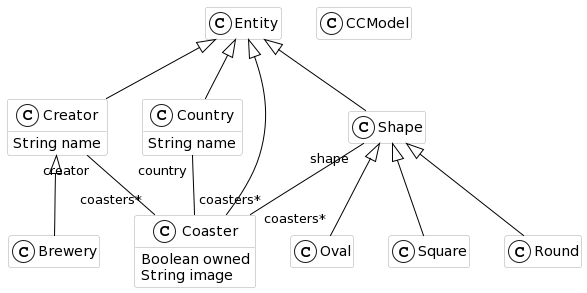 C Entity
C CCModel
C Creator
String name
C Country
String name
C Shape
creator
country
shape
coasters*
coasters*
coasters*
C Brewery
C Coaster
Boolean owned
String image
C Oval
C Square
C Round